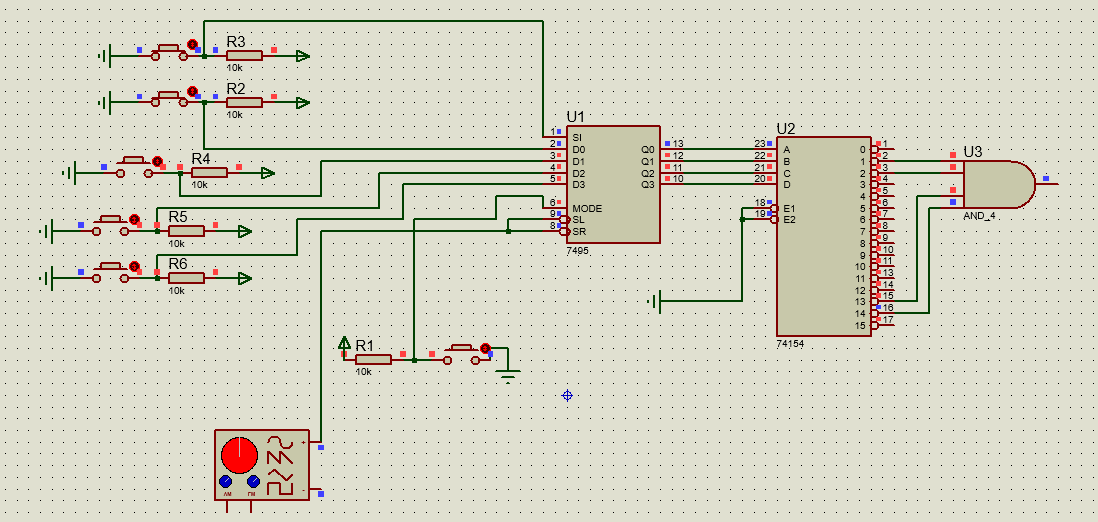 R3
10k
R2
10k
R4
10k
R5
10k
R6
10k
R1
10k
U1
1 SI
2 D0
3 D1
4 D2
5 D3
6 MODE
9 SL
8 SR
Q0 13
Q1 12
Q2 11
Q3 10
7495
U2
23 A
22 B
21 C
20 D
18 E1
19 E2
0 1
1 2
2 3
3 4
4 5
5 6
6 7
7 8
8 9
9 10
10 11
11 13
12 14
13 15
14 16
15 17
74154
U3
AND_4
+
-
AM FM